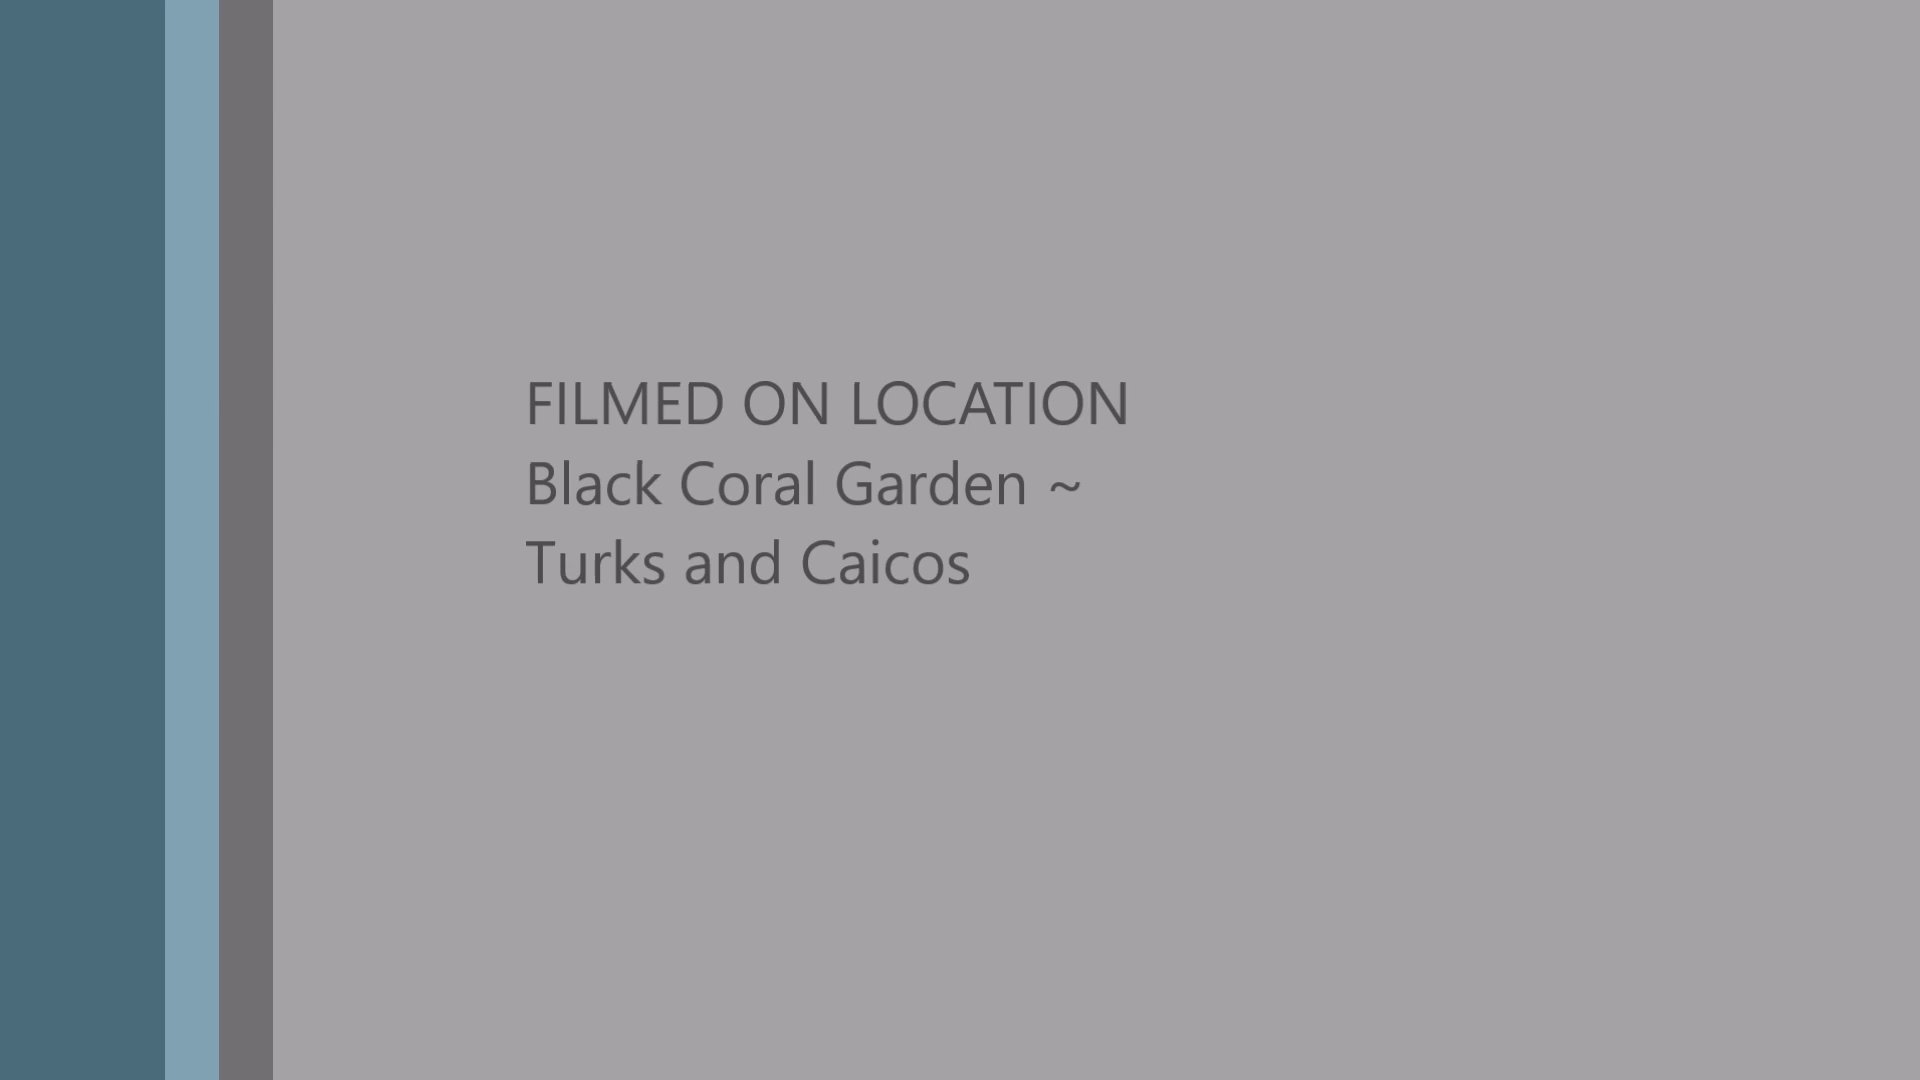 FILMED ON LOCATION
Black Coral Garden ~
Turks and Caicos